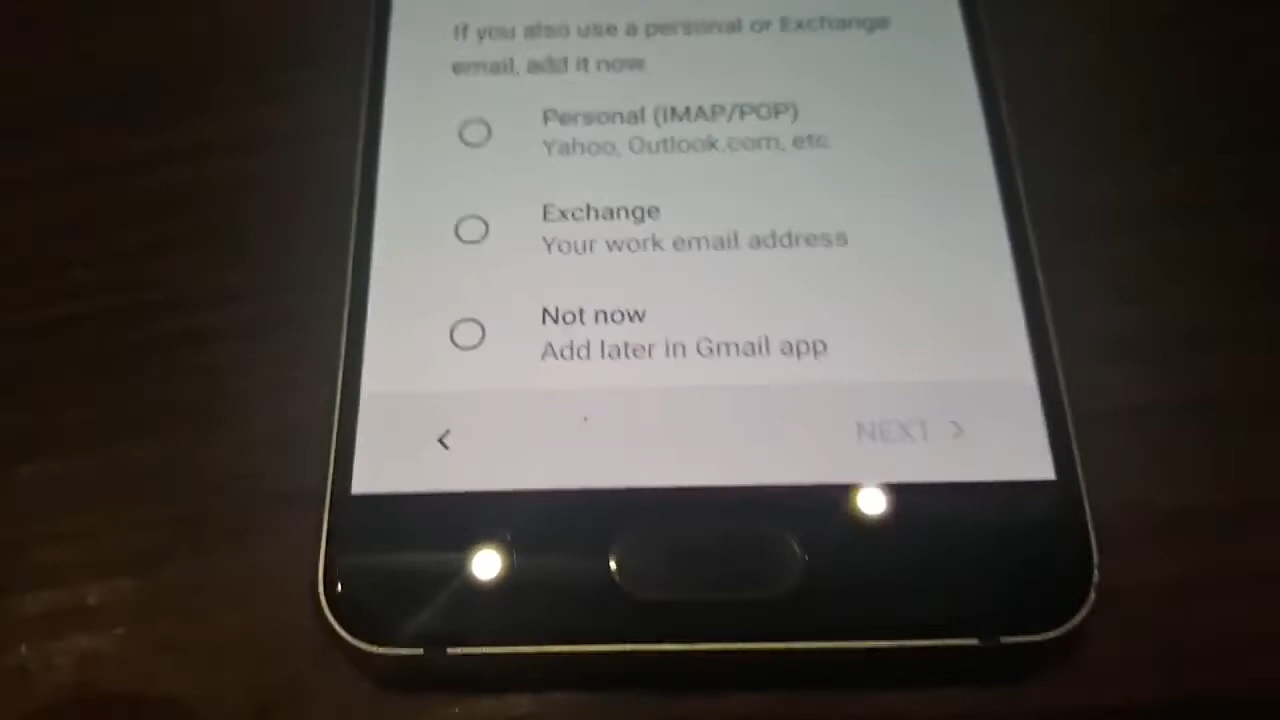 If you also use a personal or Exchange
email, add it now.
Personal (IMAP/POP)
Yahoo, Outlook.com, etc.
Exchange
Your work email address
Not now
Add later in Gmail app
NEXT